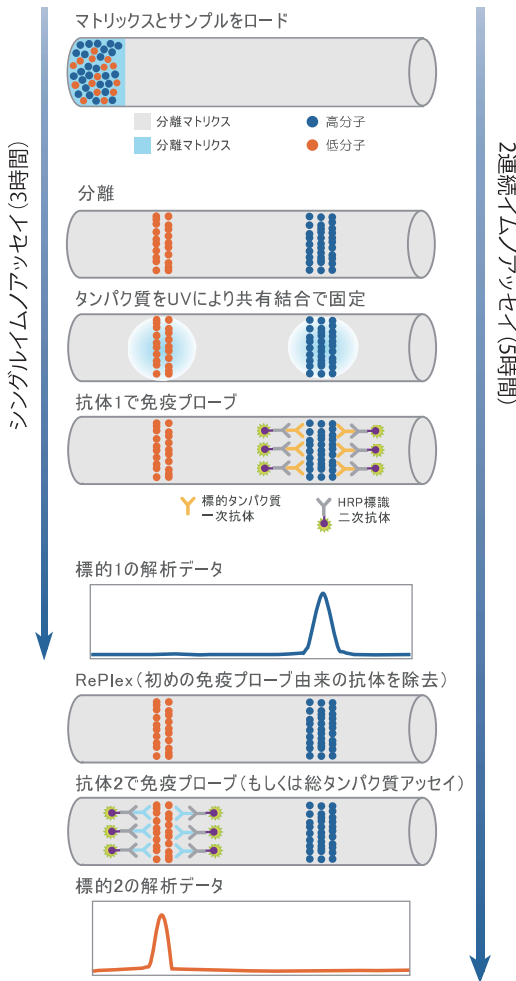 マトリックスとサンプルをロード
分離マトリクス
高分子
分離マトリクス
低分子
分離
タンパク質をUVにより共有結合で固定
抗体1で免疫プローブ
標的タンパク質
一次抗体
HRP標識
二次抗体
標的1の解析データ
RePlex(初めの免疫プローブ由来の抗体を除去)
抗体2で免疫プローブ(もしくは総タンパク質アッセイ)
標的2の解析データ
シングルイムノアッセイ(3時間)
2連続イムノアッセイ(5時間)